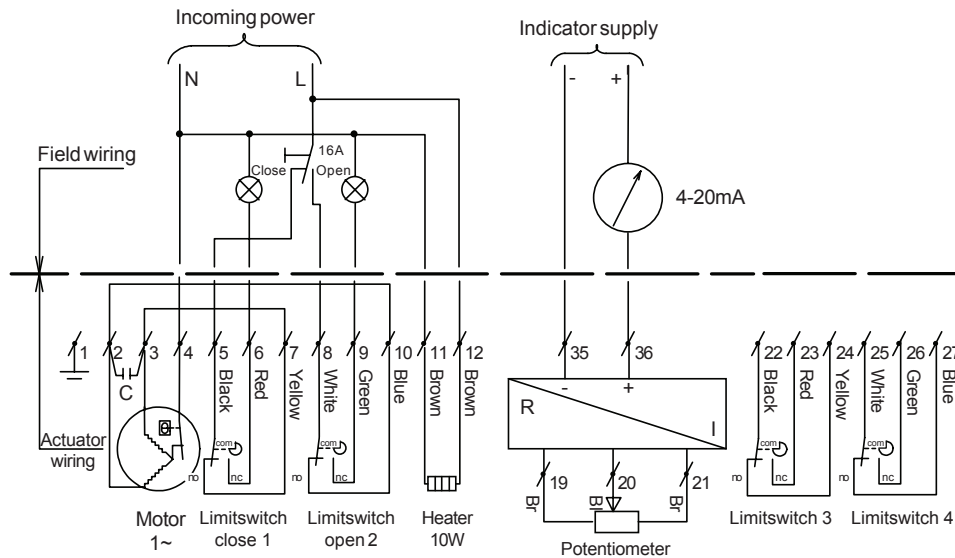 Incoming power
Indicator supply
N
L
-
+
Field wiring
16A
Close
Open
4-20mA
1
2
3
4
5
6
7
8
9
10
11
12
35
36
22
23
24
25
26
27
C
Black
Red
Yellow
White
Green
Blue
Brown
Brown
-
+
R
I
Black
Red
Yellow
White
Green
Blue
Actuator
wiring
no
com
nc
no
com
nc
19
20
21
Br
Bl
Br
no
com
nc
no
com
nc
Motor
1~
Limitswitch
close 1
Limitswitch
open 2
Heater
10W
Potentiometer
Limitswitch 3
Limitswitch 4